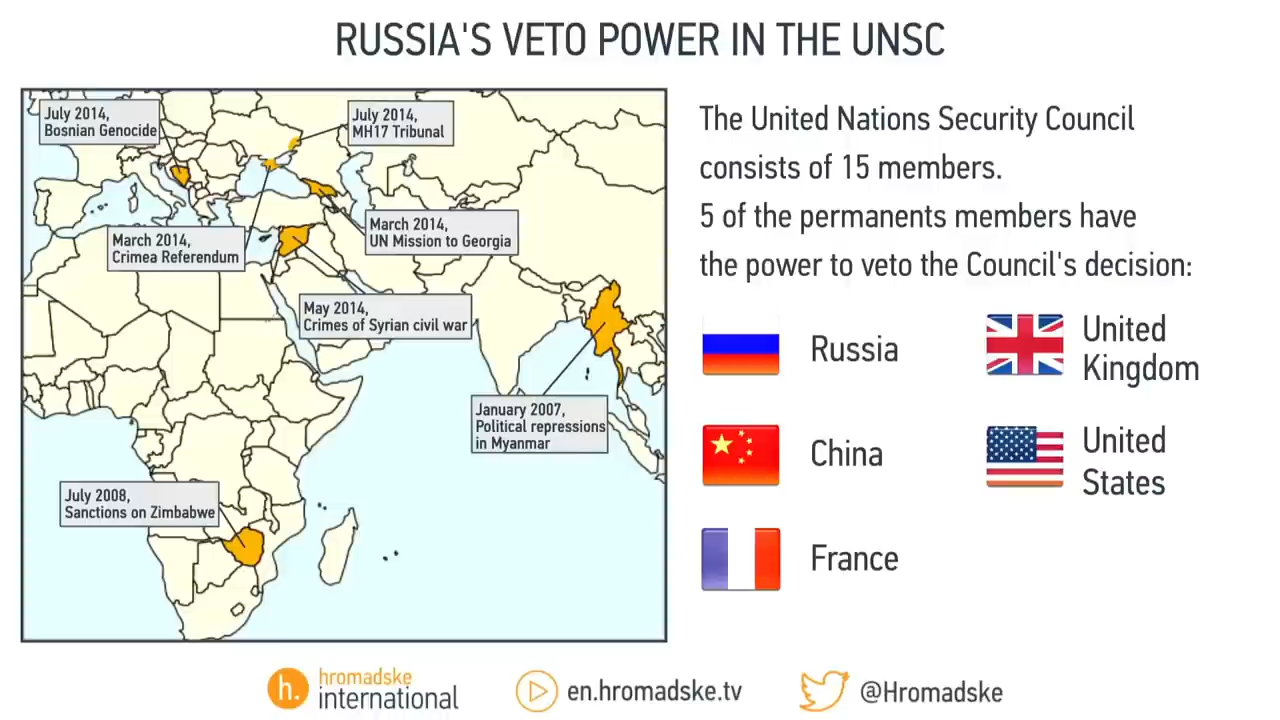 RUSSIA'S VETO POWER IN THE UNSC
July 2014,
Bosnian Genocide
July 2014,
MH17 Tribunal
March 2014,
Crimea Referendum
March 2014,
UN Mission to Georgia
May 2014,
Crimes of Syrian civil war
January 2007,
Political repressions
in Myanmar
July 2008,
Sanctions on Zimbabwe
The United Nations Security Council
consists of 15 members.
5 of the permanents members have
the power to veto the Council's decision:
Russia
United
Kingdom
China
United
States
France
h.
hromadske
international
en.hromadske.tv
@Hromadske